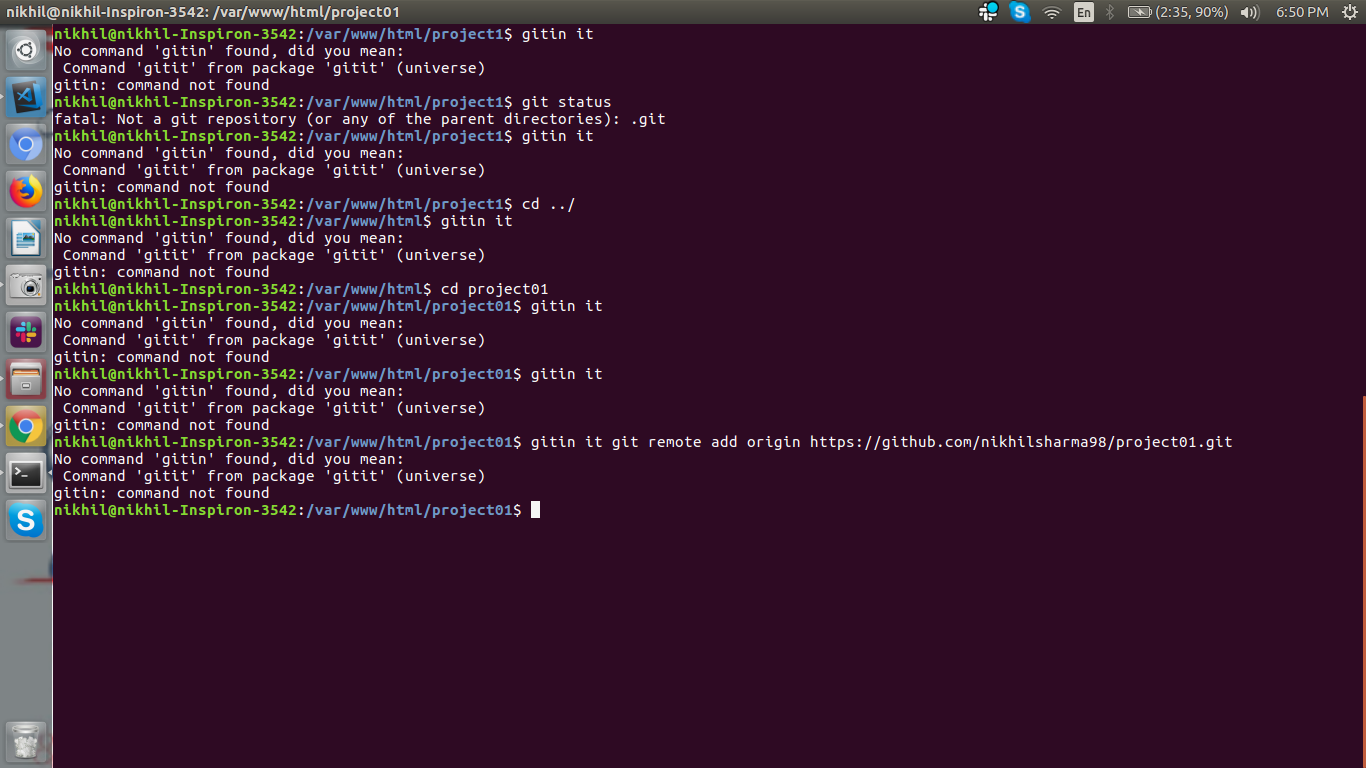 nikhil@nikhil-Inspiron-3542: /var/www/html/project01
En (2:35, 90%) 6:50 PM
nikhil@nikhil-Inspiron-3542:/var/www/html/project1$ gitin it
No command 'gitin' found, did you mean:
 Command 'gitit' from package 'gitit' (universe)
gitin: command not found
nikhil@nikhil-Inspiron-3542:/var/www/html/project1$ git status
fatal: Not a git repository (or any of the parent directories): .git
nikhil@nikhil-Inspiron-3542:/var/www/html/project1$ gitin it
No command 'gitin' found, did you mean:
 Command 'gitit' from package 'gitit' (universe)
gitin: command not found
nikhil@nikhil-Inspiron-3542:/var/www/html/project1$ cd ../
nikhil@nikhil-Inspiron-3542:/var/www/html$ gitin it
No command 'gitin' found, did you mean:
 Command 'gitit' from package 'gitit' (universe)
gitin: command not found
nikhil@nikhil-Inspiron-3542:/var/www/html$ cd project01
nikhil@nikhil-Inspiron-3542:/var/www/html/project01$ gitin it
No command 'gitin' found, did you mean:
 Command 'gitit' from package 'gitit' (universe)
gitin: command not found
nikhil@nikhil-Inspiron-3542:/var/www/html/project01$ gitin it
No command 'gitin' found, did you mean:
 Command 'gitit' from package 'gitit' (universe)
gitin: command not found
nikhil@nikhil-Inspiron-3542:/var/www/html/project01$ gitin it git remote add origin https://github.com/nikhilsharma98/project01.git
No command 'gitin' found, did you mean:
 Command 'gitit' from package 'gitit' (universe)
gitin: command not found
nikhil@nikhil-Inspiron-3542:/var/www/html/project01$